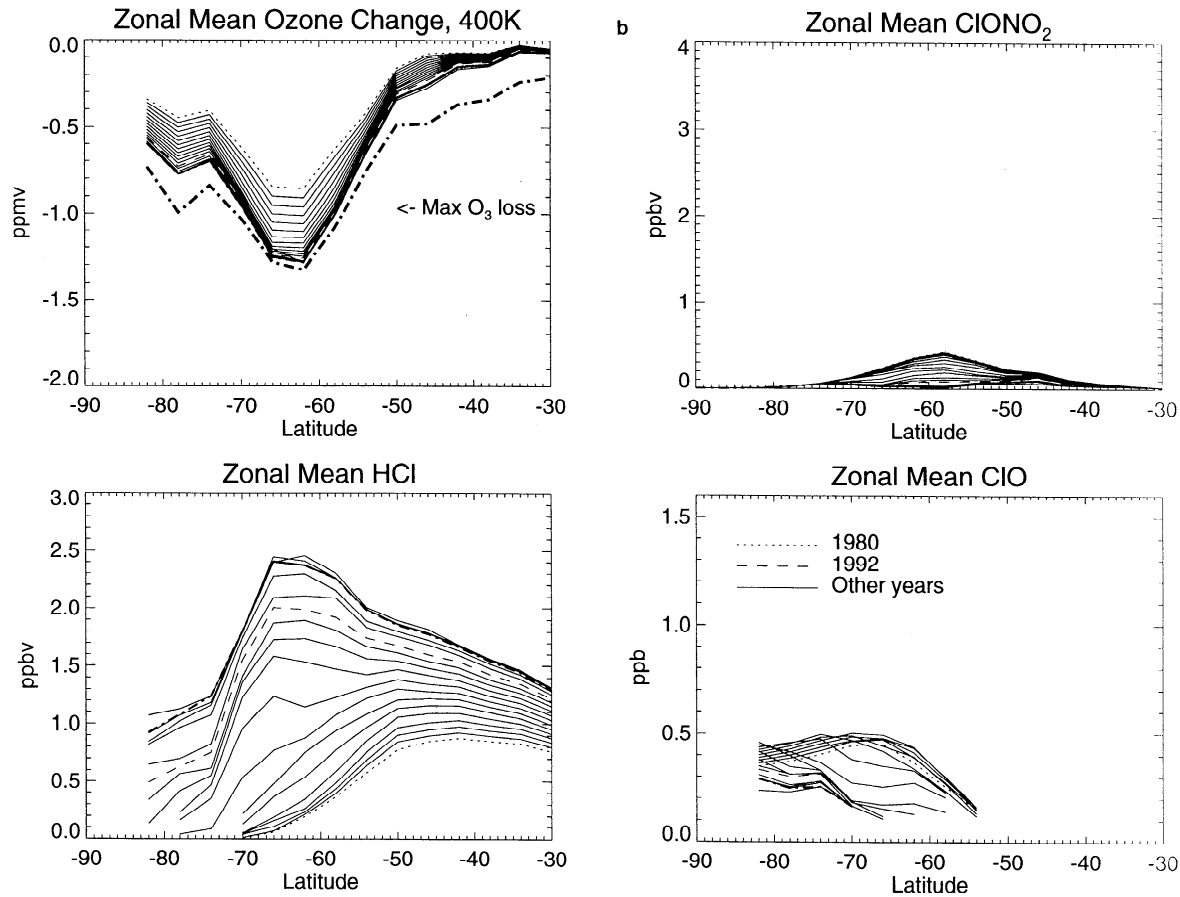 Zonal Mean Ozone Change, 400K
0.0
-0.5
-1.0
-1.5
-2.0
ppmv
<- Max O₃ loss
-90 -80 -70 -60 -50 -40 -30
Latitude
b
Zonal Mean ClONO₂
4
3
2
1
0
ppbv
-90 -80 -70 -60 -50 -40 -30
Latitude
Zonal Mean HCl
3.0
2.5
2.0
1.5
1.0
0.5
0.0
ppbv
-90 -80 -70 -60 -50 -40 -30
Latitude
Zonal Mean ClO
1.5
1.0
0.5
0.0
ppb
1980
1992
Other years
-90 -80 -70 -60 -50 -40 -30
Latitude